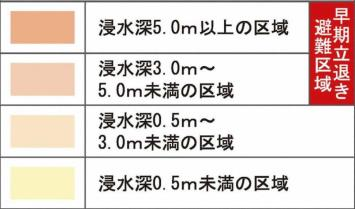 浸水深5.0m以上の区域
浸水深3.0m～
5.0m未満の区域
浸水深0.5m～
3.0m未満の区域
浸水深0.5m未満の区域
早期立退き
避難区域